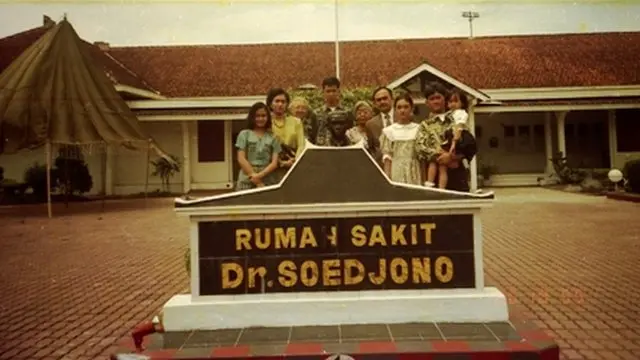 RUMAH SAKIT
Dr. SOEDJONO